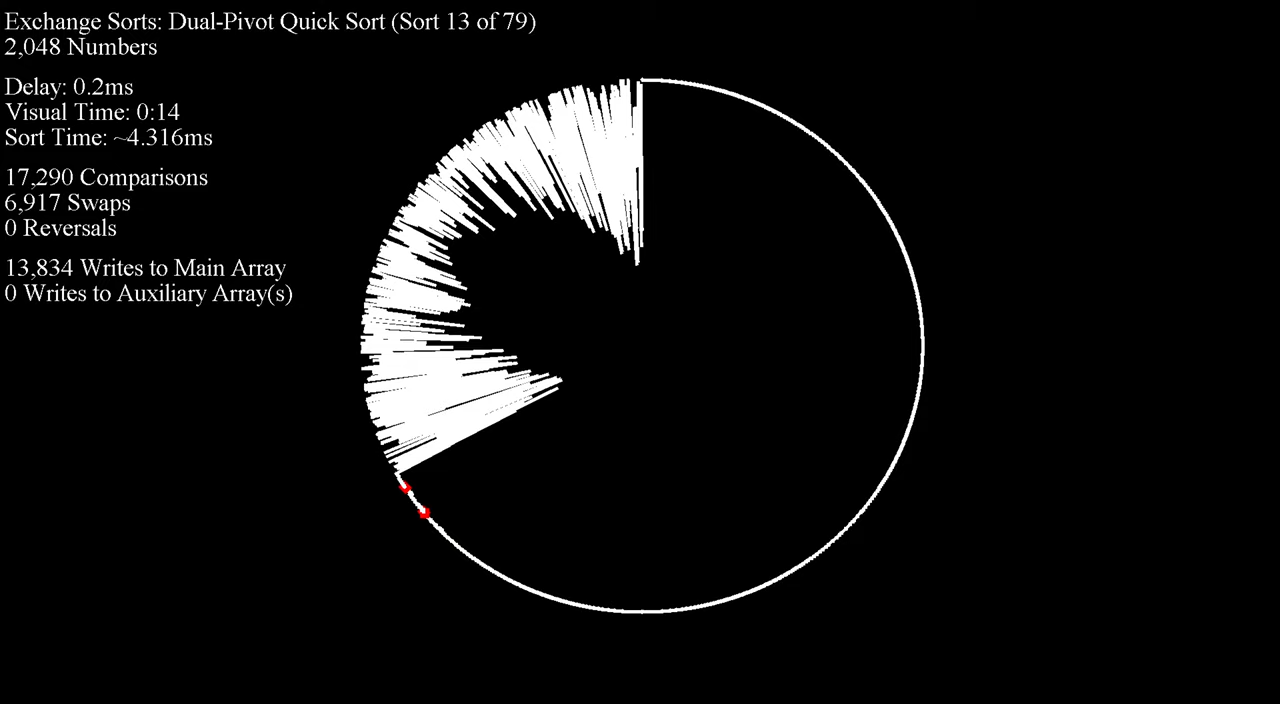 Exchange Sorts: Dual-Pivot Quick Sort (Sort 13 of 79)
2,048 Numbers
Delay: 0.2ms
Visual Time: 0:14
Sort Time: ~4.316ms
17,290 Comparisons
6,917 Swaps
0 Reversals
13,834 Writes to Main Array
0 Writes to Auxiliary Array(s)